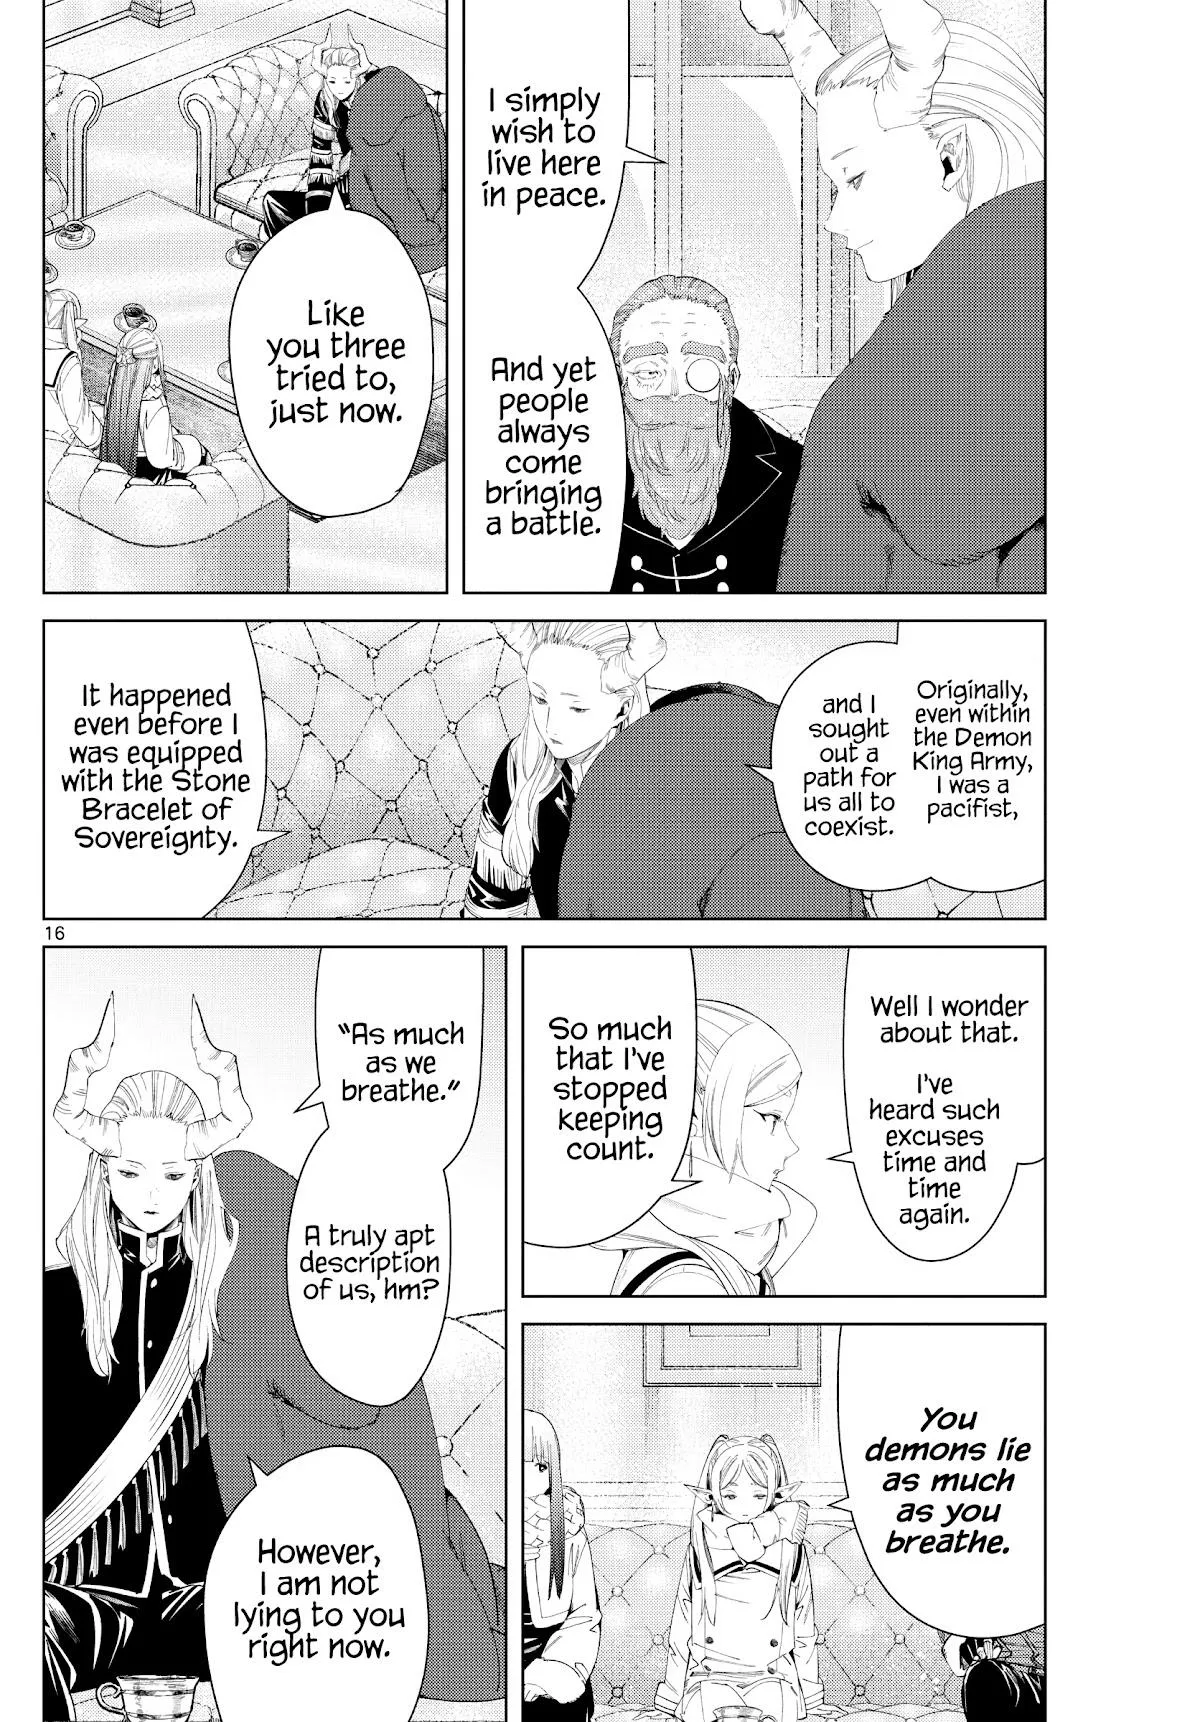 I simply
wish to
live here
in peace.
And yet
people
always
come
bringing
a battle.
Like
you three
tried to,
just now.
Originally,
even within
the Demon
King Army,
I was a
pacifist,
and I
sought
out a
path for
us all to
coexist.
It happened
even before I
was equipped
with the Stone
Bracelet of
Sovereignty.
16
Well I wonder
about that.
I've
heard such
excuses
time and
time
again.
So much
that I've
stopped
keeping
count.
You
demons lie
as much
as you
breathe.
"As much
as we
breathe."
A truly apt
description
of us, hm?
However,
I am not
lying to you
right now.